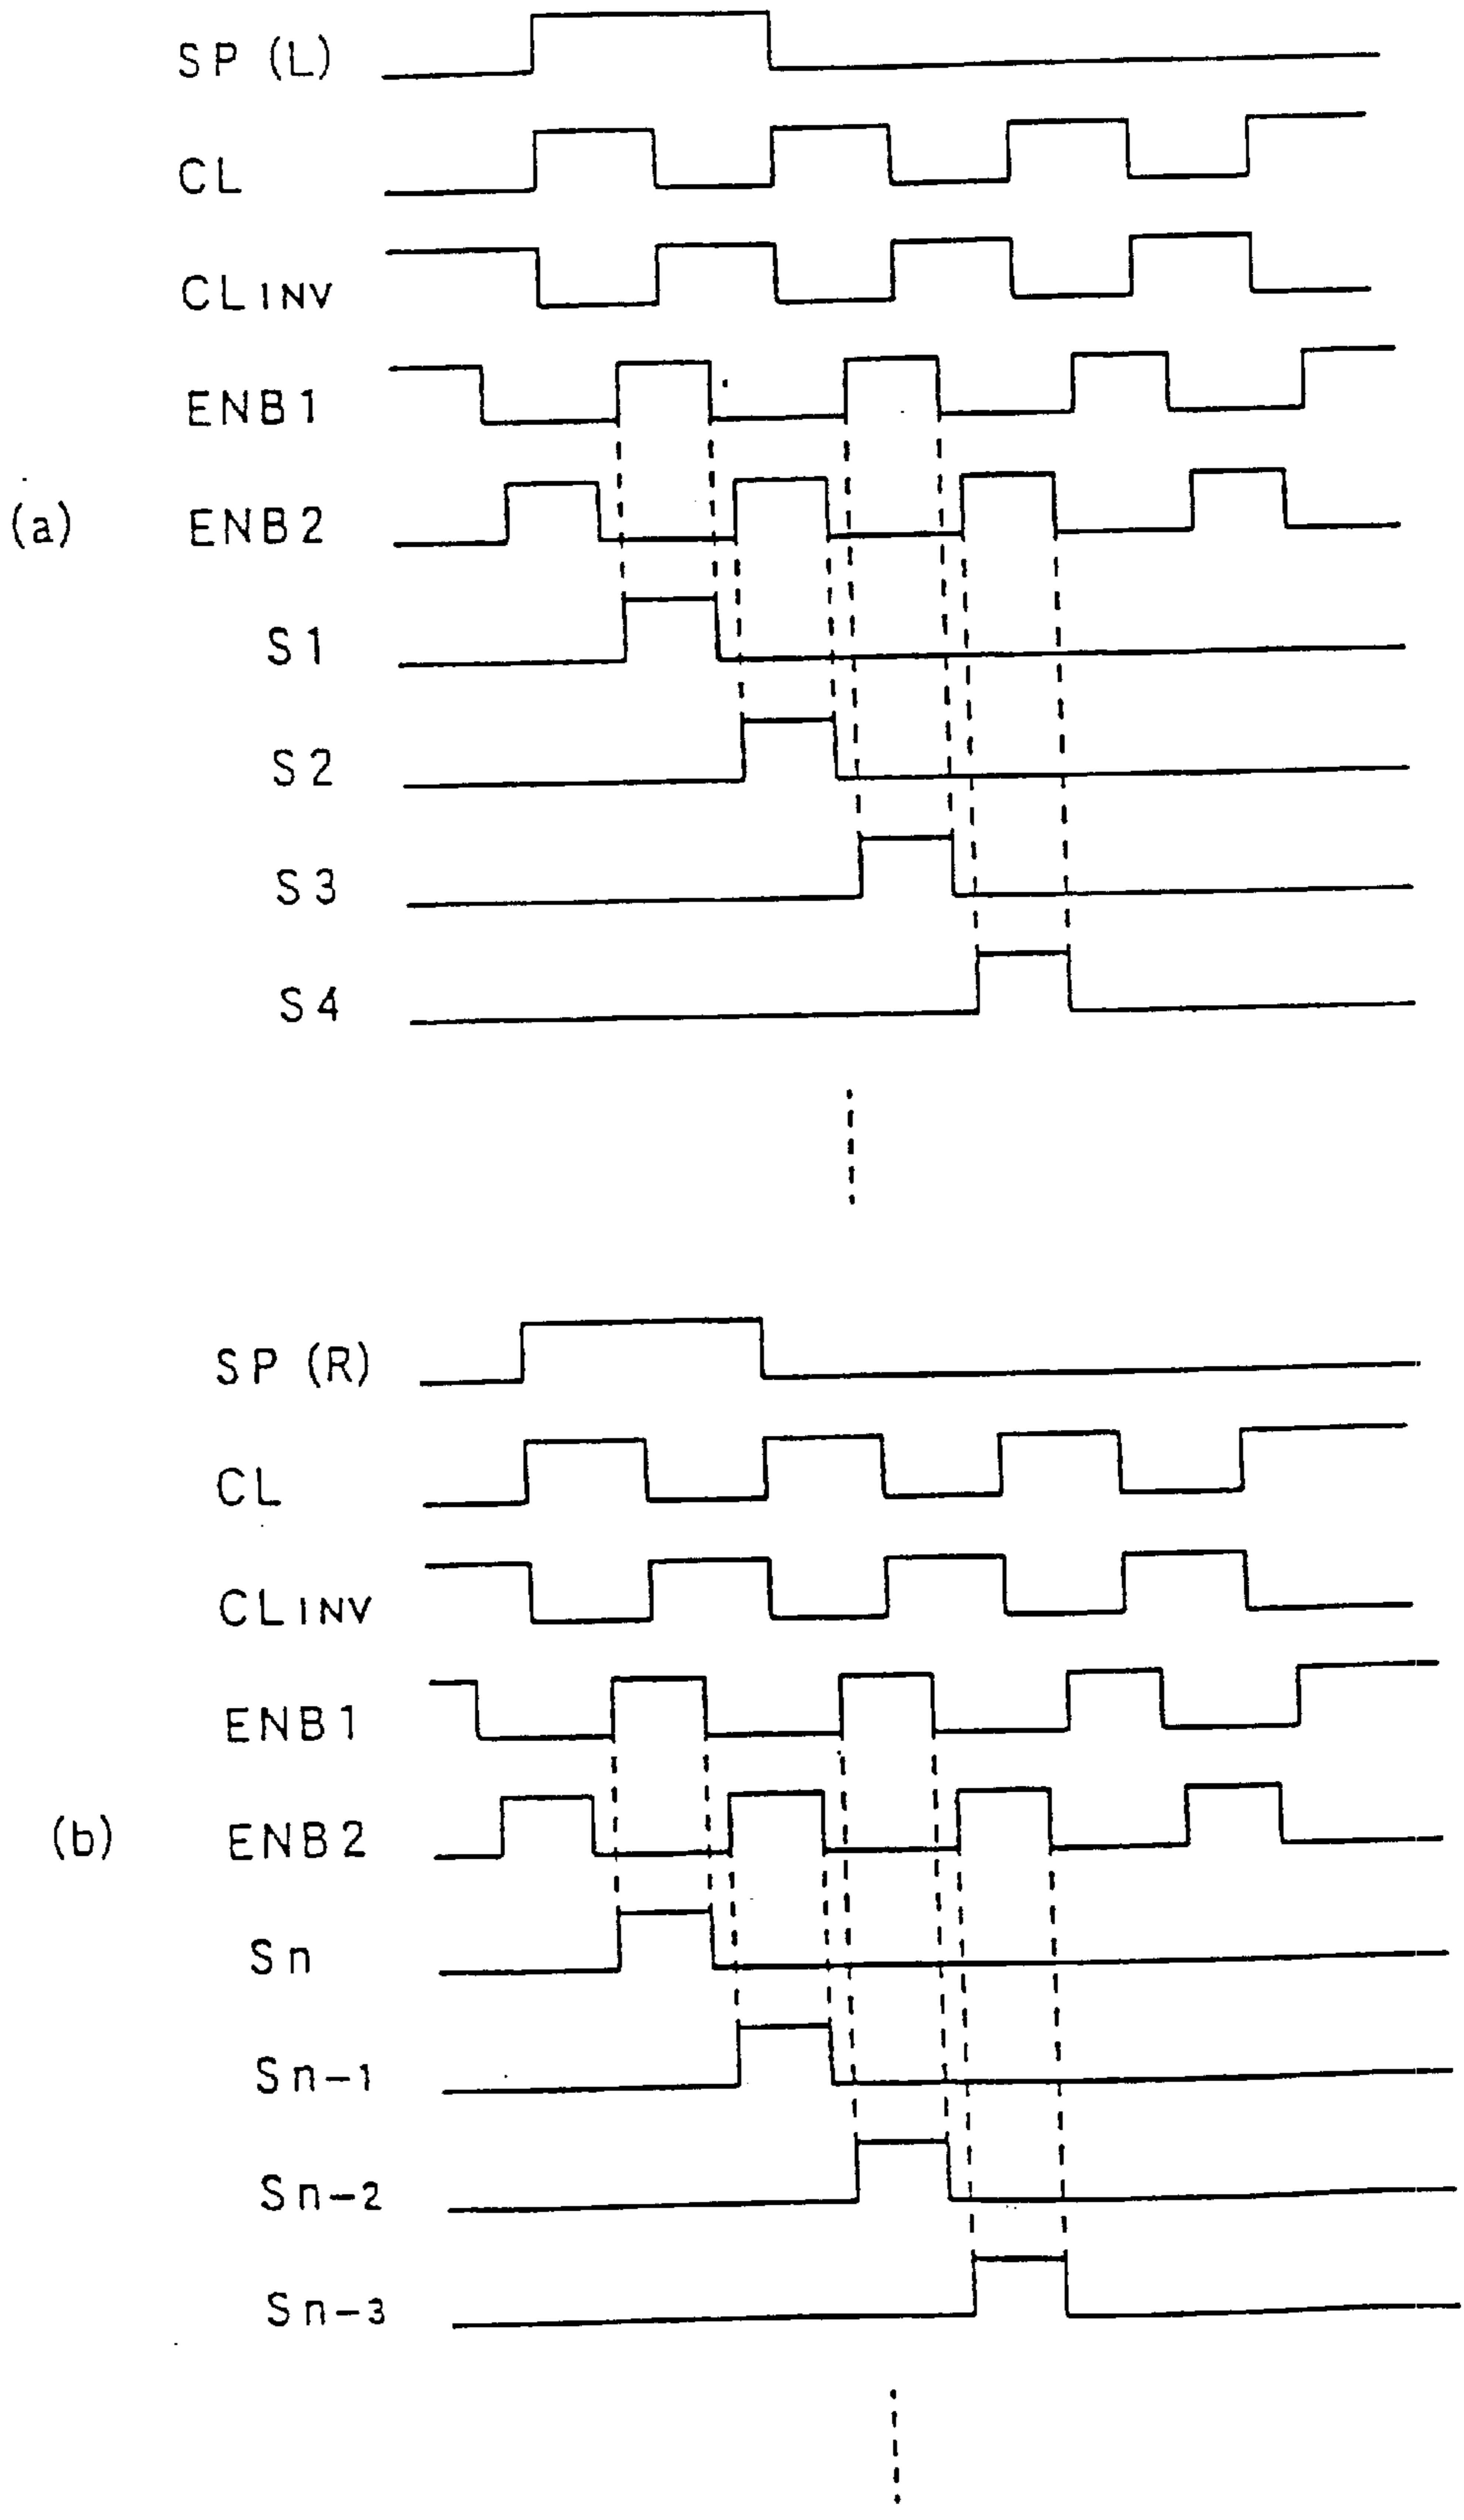 SP (L)
CL
CLINV
ENB1
(a) ENB2
S1
S2
S3
S4
SP (R)
CL
CLINV
ENB1
(b) ENB2
Sn
Sn-1
Sn-2
Sn-3